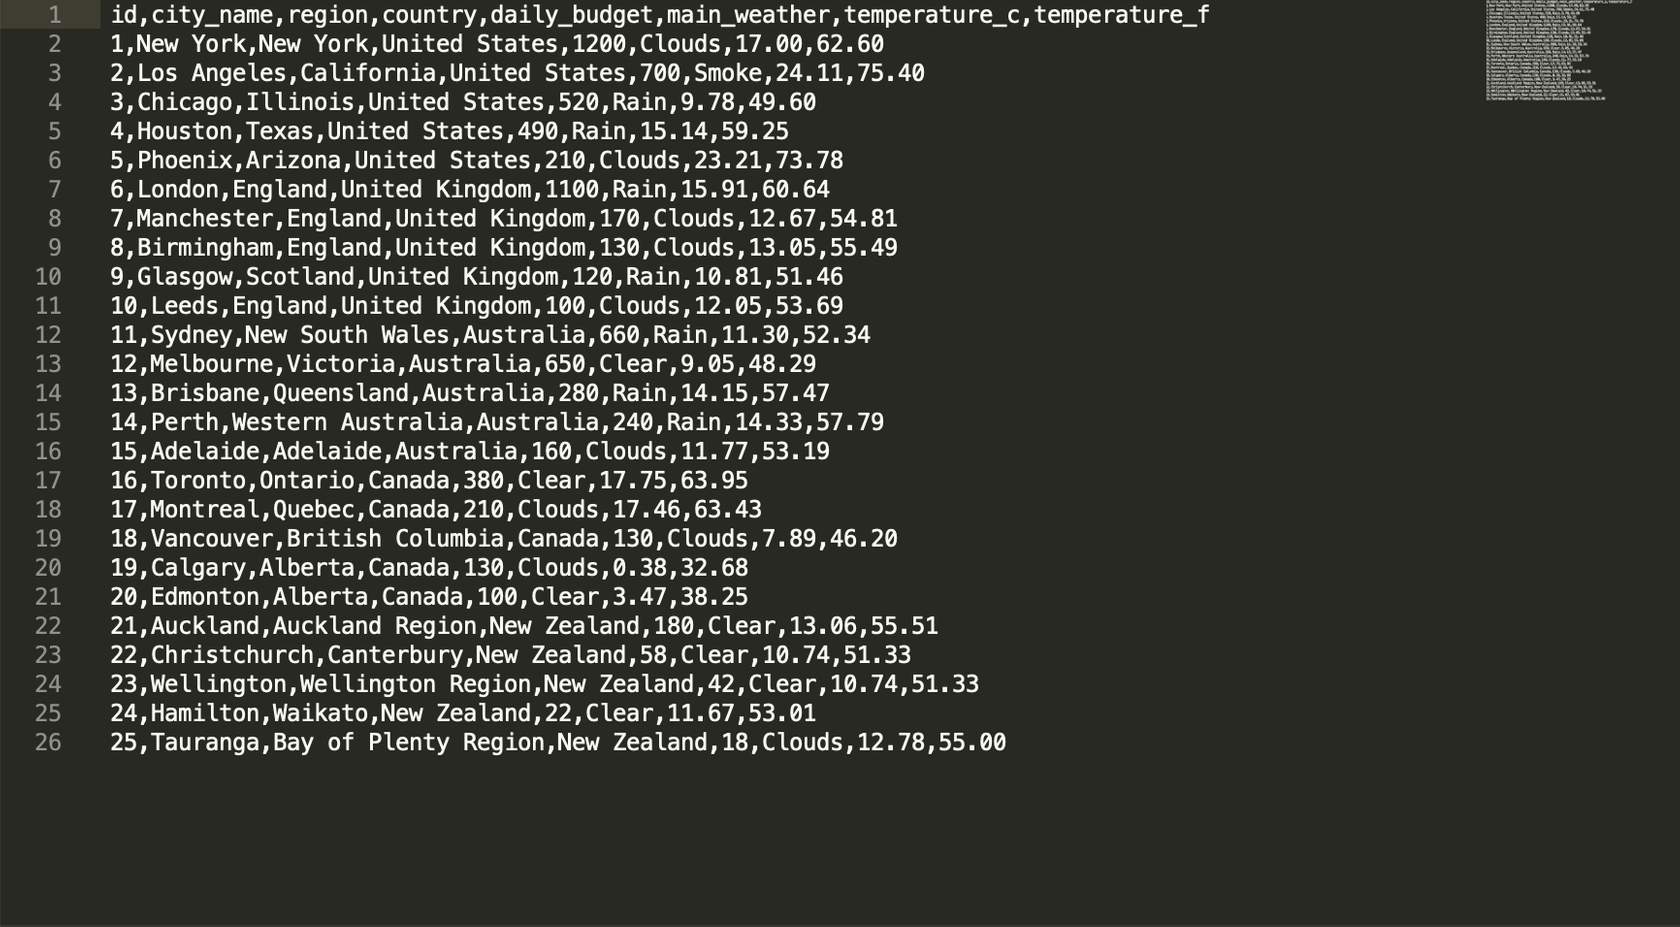 1 id,city_name,region,country,daily_budget,main_weather,temperature_c,temperature_f
2 1,New York,New York,United States,1200,Clouds,17.00,62.60
3 2,Los Angeles,California,United States,700,Smoke,24.11,75.40
4 3,Chicago,Illinois,United States,520,Rain,9.78,49.60
5 4,Houston,Texas,United States,490,Rain,15.14,59.25
6 5,Phoenix,Arizona,United States,210,Clouds,23.21,73.78
7 6,London,England,United Kingdom,1100,Rain,15.91,60.64
8 7,Manchester,England,United Kingdom,170,Clouds,12.67,54.81
9 8,Birmingham,England,United Kingdom,130,Clouds,13.05,55.49
10 9,Glasgow,Scotland,United Kingdom,120,Rain,10.81,51.46
11 10,Leeds,England,United Kingdom,100,Clouds,12.05,53.69
12 11,Sydney,New South Wales,Australia,660,Rain,11.30,52.34
13 12,Melbourne,Victoria,Australia,650,Clear,9.05,48.29
14 13,Brisbane,Queensland,Australia,280,Rain,14.15,57.47
15 14,Perth,Western Australia,Australia,240,Rain,14.33,57.79
16 15,Adelaide,Adelaide,Australia,160,Clouds,11.77,53.19
17 16,Toronto,Ontario,Canada,380,Clear,17.75,63.95
18 17,Montreal,Quebec,Canada,210,Clouds,17.46,63.43
19 18,Vancouver,British Columbia,Canada,130,Clouds,7.89,46.20
20 19,Calgary,Alberta,Canada,130,Clouds,0.38,32.68
21 20,Edmonton,Alberta,Canada,100,Clear,3.47,38.25
22 21,Auckland,Auckland Region,New Zealand,180,Clear,13.06,55.51
23 22,Christchurch,Canterbury,New Zealand,58,Clear,10.74,51.33
24 23,Wellington,Wellington Region,New Zealand,42,Clear,10.74,51.33
25 24,Hamilton,Waikato,New Zealand,22,Clear,11.67,53.01
26 25,Tauranga,Bay of Plenty Region,New Zealand,18,Clouds,12.78,55.00